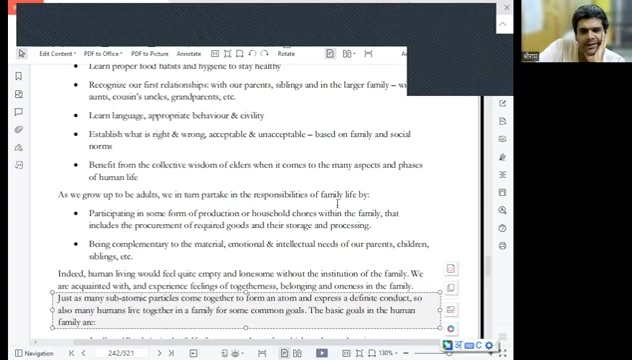 Edit Content PDF to Office PDF to Picture Annotate Rotate
• Learn proper food habits and hygiene to stay healthy
• Recognize our first relationships: with our parents, siblings and in the larger family –
aunts, cousin's uncles, grandparents, etc.
• Learn language, appropriate behaviour & civility
• Establish what is right & wrong, acceptable & unacceptable – based on family and social
norms
• Benefit from the collective wisdom of elders when it comes to the many aspects and phases
of human life
As we grow up to be adults, we in turn partake in the responsibilities of family life by:
• Participating in some form of production or household chores within the family, that
includes the procurement of required goods and their storage and processing.
• Being complementary to the material, emotional & intellectual needs of our parents, children,
siblings, etc.
Indeed, human living would feel quite empty and lonesome without the institution of the family. We
are acquainted with, and experience feelings of togetherness, belonging and oneness in the family.
Just as many sub-atomic particles come together to form an atom and express a definite conduct, so
also many humans live together in a family for some common goals. The basic goals in the human
family are:
Navigation 242/321 130%
श्रीराम